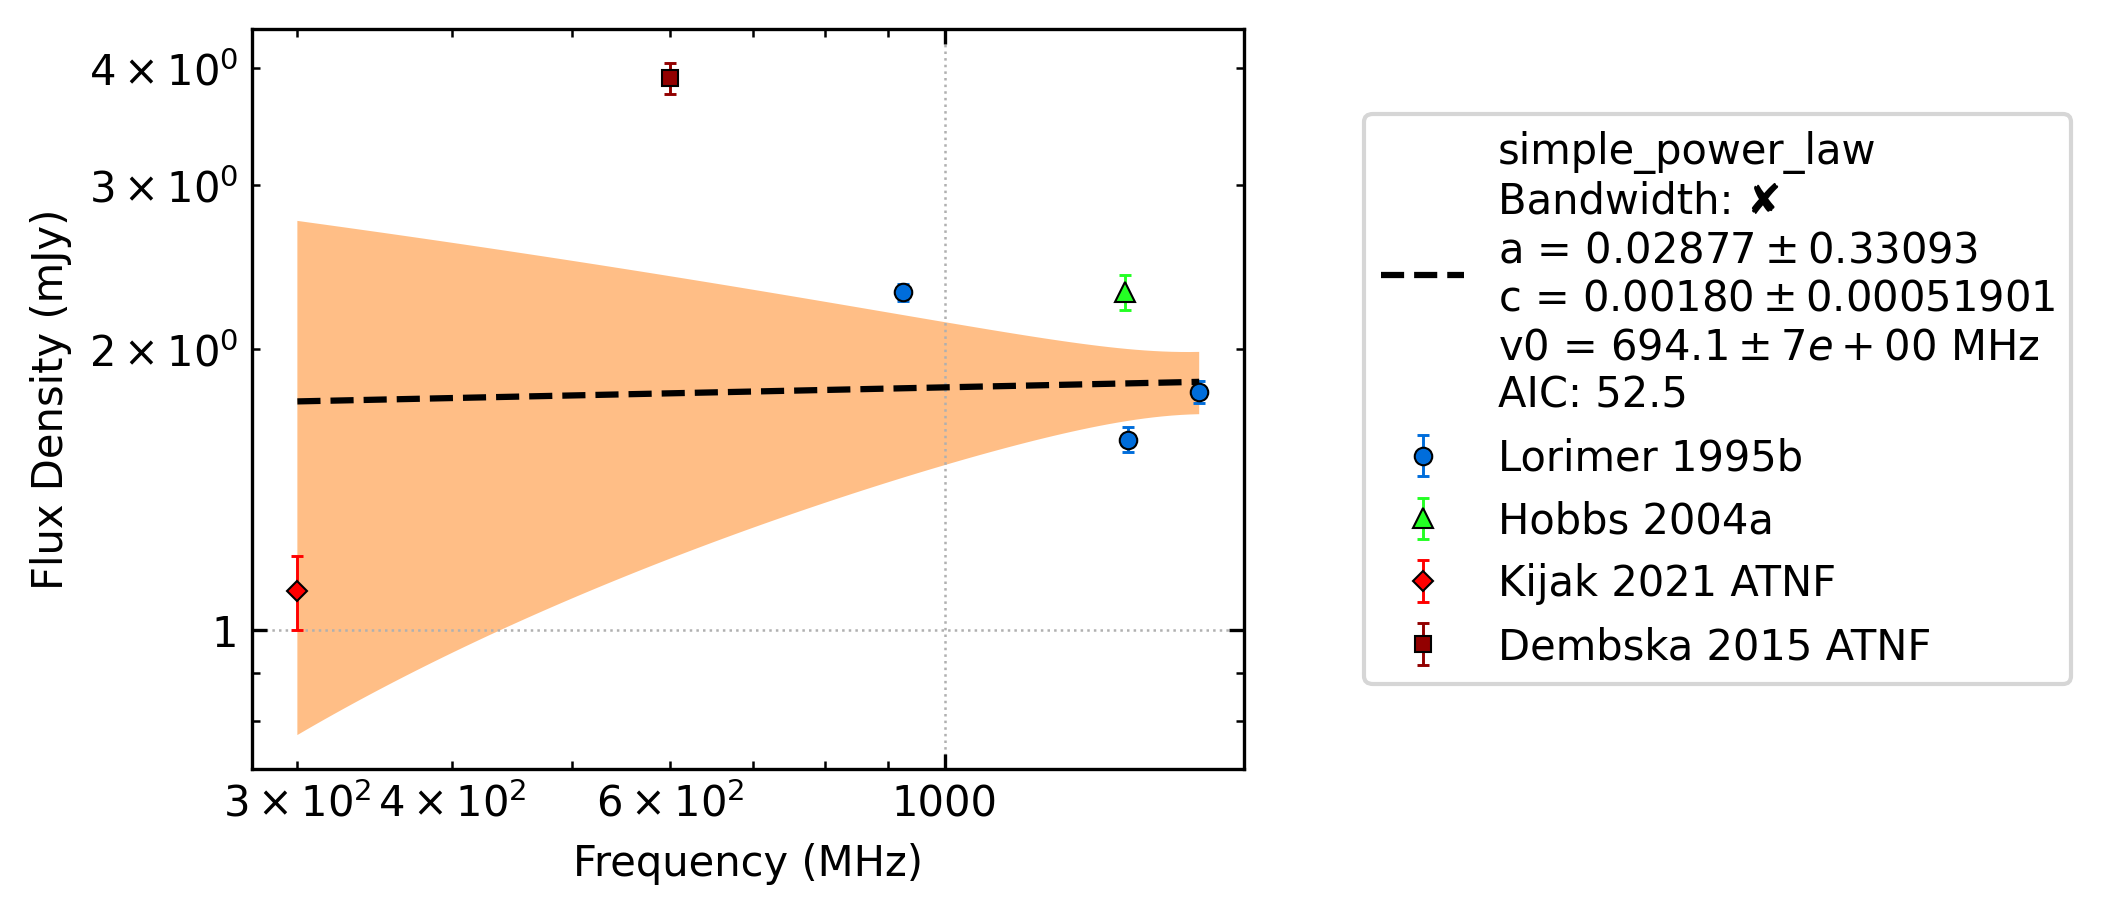 4 × 10⁰
3 × 10⁰
2 × 10⁰
1
Flux Density (mJy)
3 × 10² 4 × 10² 6 × 10² 1000
Frequency (MHz)
simple_power_law
Bandwidth: ✘
a = 0.02877 ± 0.33093
c = 0.00180 ± 0.00051901
v0 = 694.1 ± 7e + 00 MHz
AIC: 52.5
Lorimer 1995b
Hobbs 2004a
Kijak 2021 ATNF
Dembska 2015 ATNF